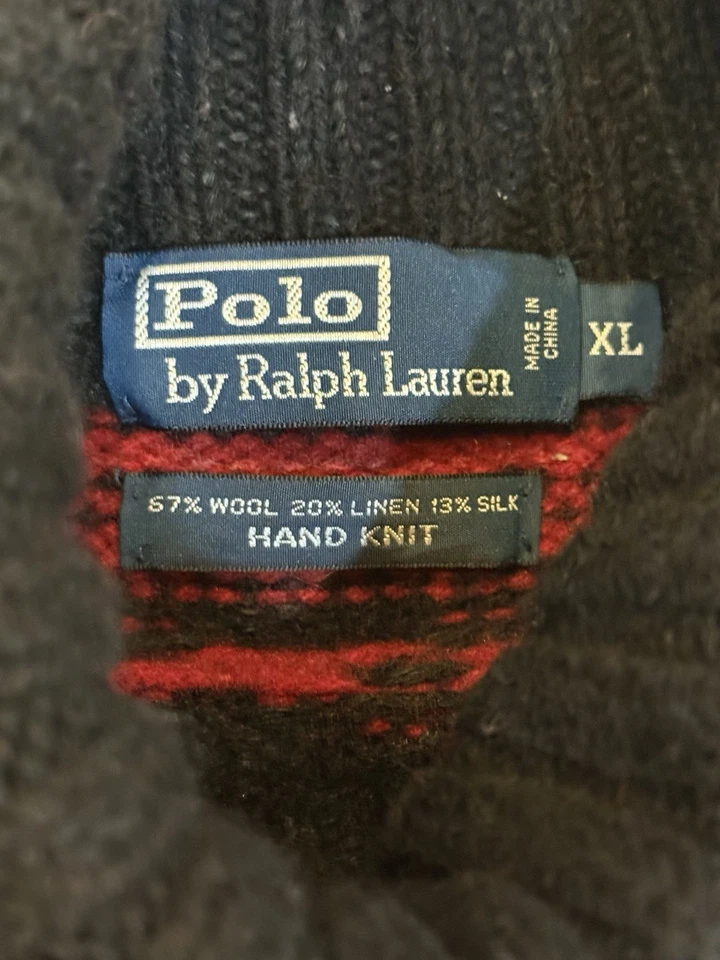 Polo
by Ralph Lauren
MADE IN
CHINA
XL
67% WOOL 20% LINEN 13% SILK
HAND KNIT